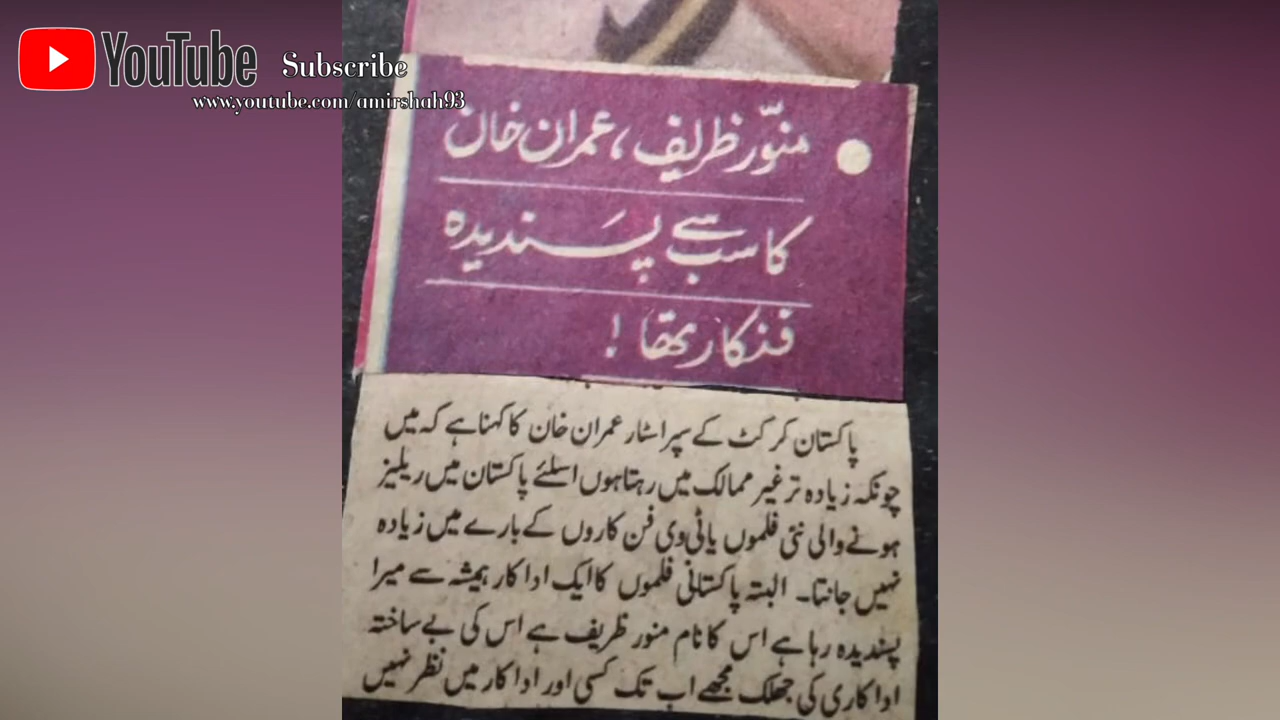 YouTube Subscribe
www.youtube.com/amirshah93
منوّر ظریف، عمران خان
کا سب سے پَسندیدہ
فنکار تھا !
پاکستان کرکٹ کے سپر اسٹار عمران خان کا کہنا ہے کہ میں
چونکہ زیادہ تر غیر ممالک میں رہتا ہوں اسلئے پاکستان میں ریلیز
ہونے والی نئی فلموں یا ٹی وی فن کاروں کے بارے میں زیادہ
نہیں جانتا۔ البتہ پاکستانی فلموں کا ایک اداکار ہمیشہ سے میرا
پسندیدہ رہا ہے اس کا نام منور ظریف ہے اس کی بے ساختہ
اداکاری کی جھلک مجھے اب تک کسی اور اداکار میں نظر نہیں